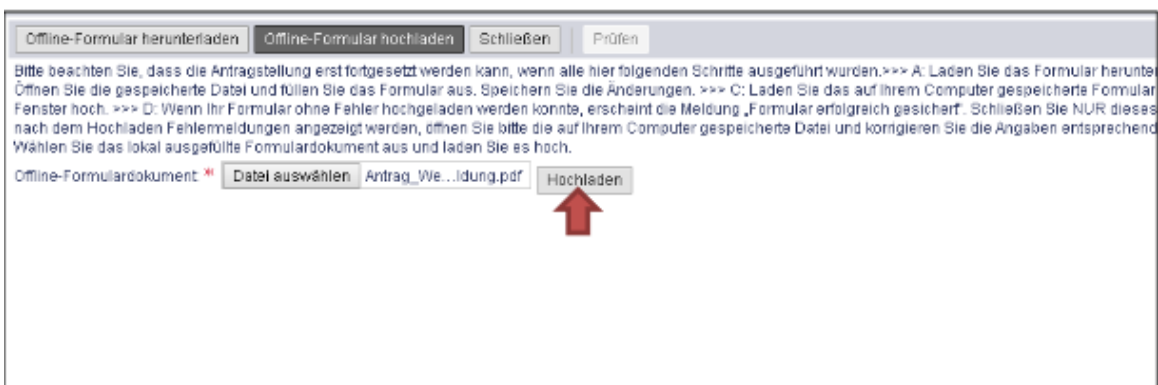 Offline-Formular herunterladen Offline-Formular hochladen Schließen Prüfen
Bitte beachten Sie, dass die Antragstellung erst fortgesetzt werden kann, wenn alle hier folgenden Schritte ausgeführt wurden.>>> A: Laden Sie das Formular herunte
Öffnen Sie die gespeicherte Datei und füllen Sie das Formular aus. Speichern Sie die Änderungen. >>> C: Laden Sie das auf Ihrem Computer gespeicherte Formular
Fenster hoch. >>> D: Wenn Ihr Formular ohne Fehler hochgeladen werden konnte, erscheint die Meldung „Formular erfolgreich gesichert“. Schließen Sie NUR dieses
nach dem Hochladen Fehlermeldungen angezeigt werden, öffnen Sie bitte die auf Ihrem Computer gespeicherte Datei und korrigieren Sie die Angaben entsprechend
Wählen Sie das lokal ausgefüllte Formulardokument aus und laden Sie es hoch.
Offline-Formulardokument: * Datei auswählen Antrag_We...ldung.pdf Hochladen